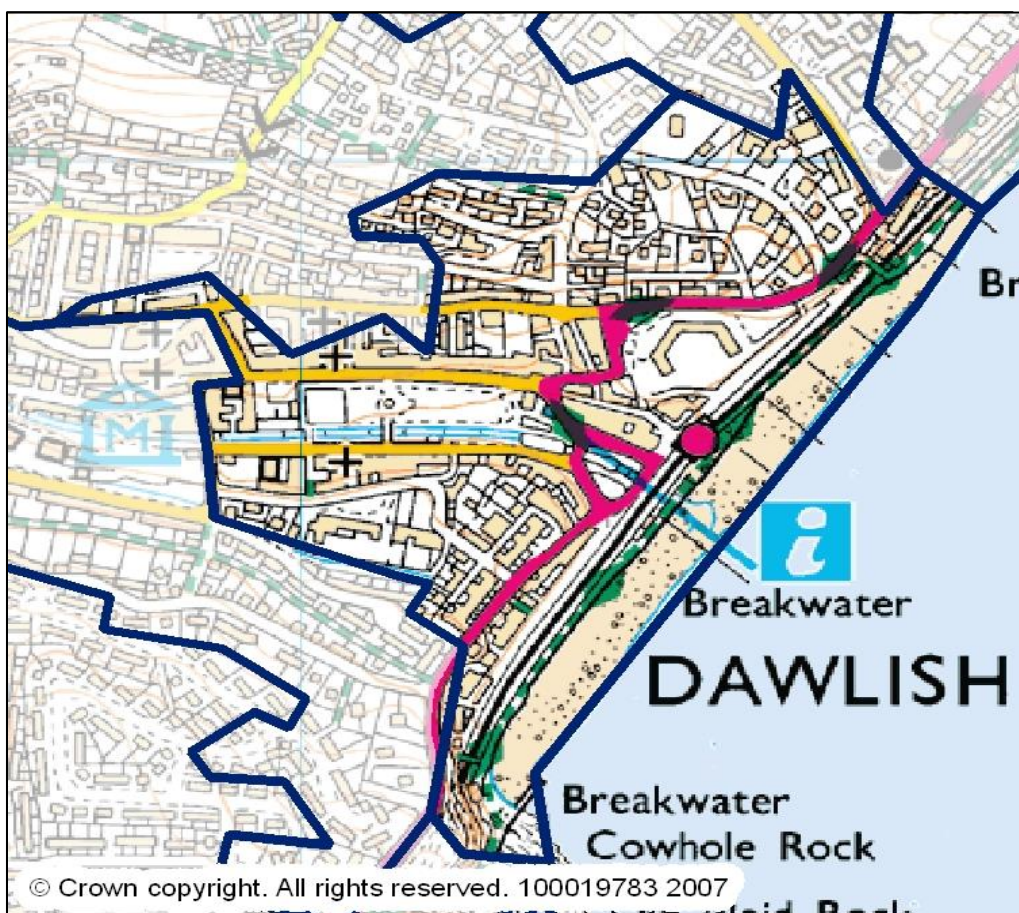 Br
M
i
Breakwater
DAWLISH
Breakwater
Cowhole Rock
© Crown copyright. All rights reserved. 100019783 2007